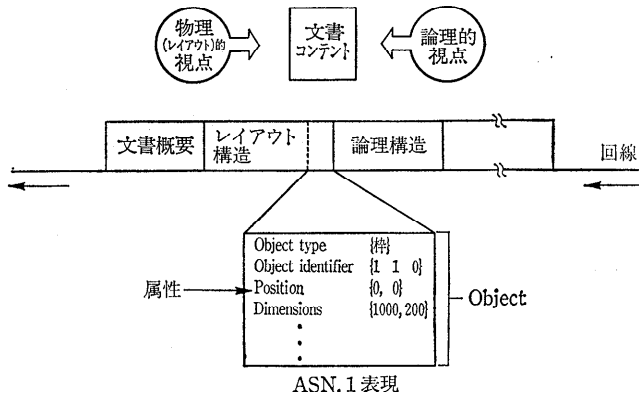 物理
(レイアウト)的
視点
文書
コンテント
論理的
視点
文書概要
レイアウト
構造
論理構造
回線
Object type {枠}
Object identifier {1 1 0}
属性
Position {0, 0}
Dimensions {1000,200}
Object
ASN.1表現